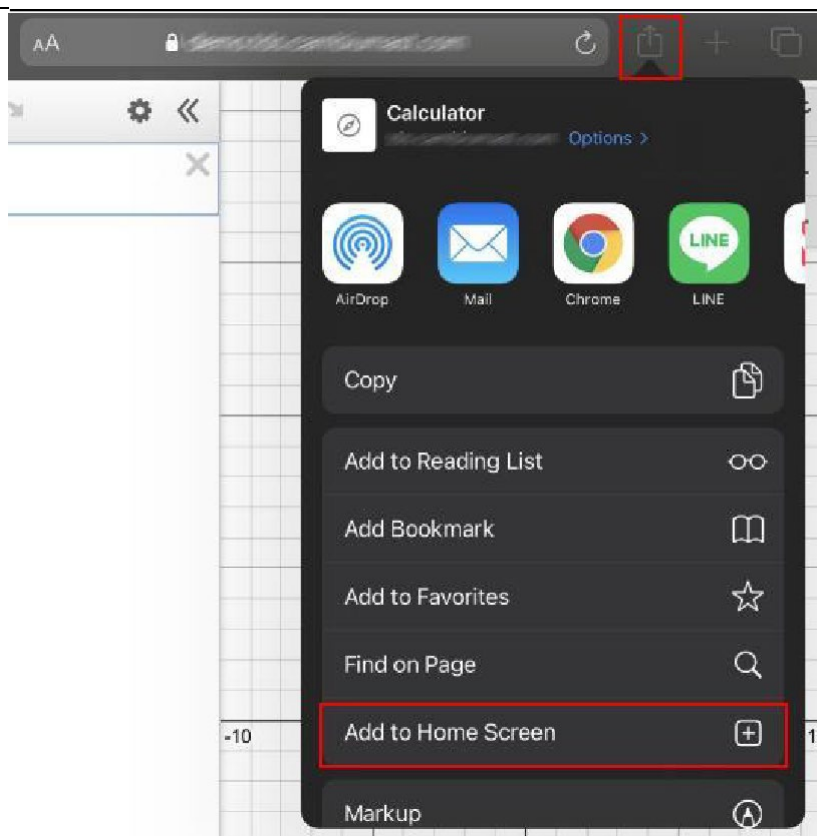 AA
Calculator
Options >
LINE
AirDrop
Mail
Chrome
LINE
Copy
Add to Reading List
Add Bookmark
Add to Favorites
Find on Page
Add to Home Screen
-10
1
Markup